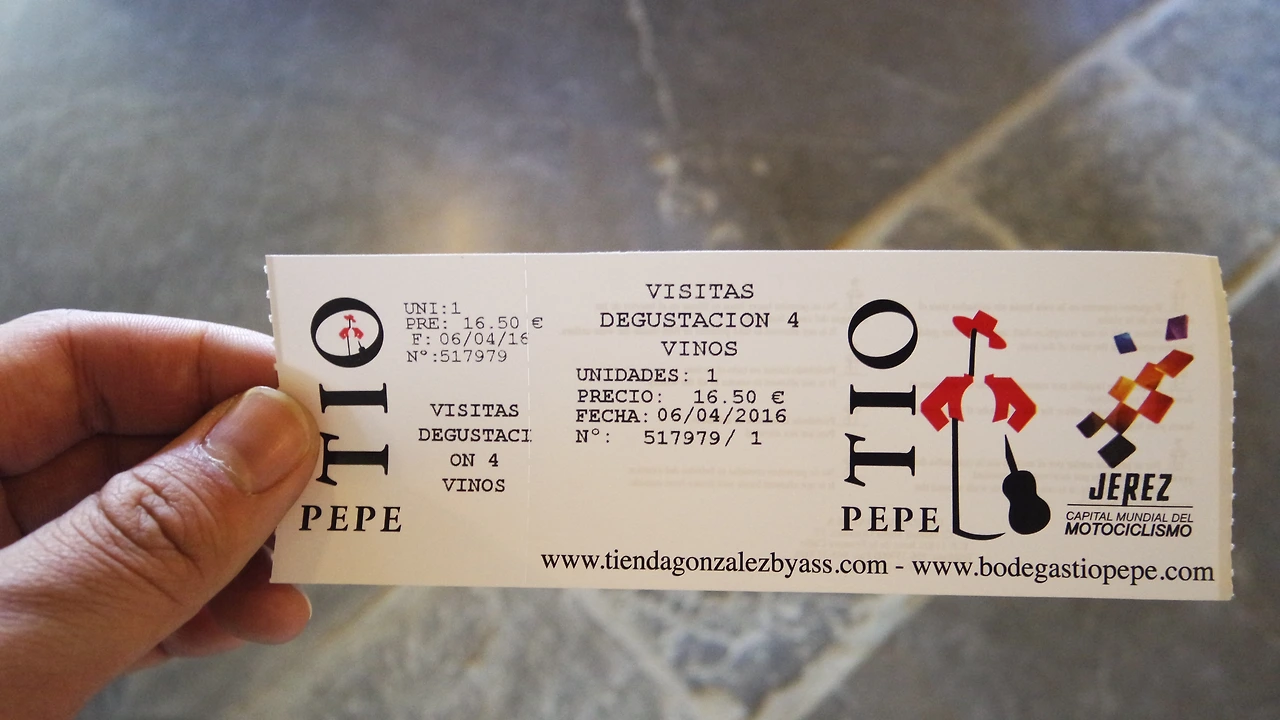 TIO
PEPE
UNI:1
PRE: 16.50 €
F: 06/04/16
Nº:517979
VISITAS
DEGUSTACI
ON 4
VINOS
VISITAS
DEGUSTACION 4
VINOS
UNIDADES: 1
PRECIO: 16.50 €
FECHA: 06/04/2016
Nº: 517979/ 1
TIO
PEPE
JEREZ
CAPITAL MUNDIAL DEL
MOTOCICLISMO
www.tiendagonzalezbyass.com - www.bodegastiopepe.com